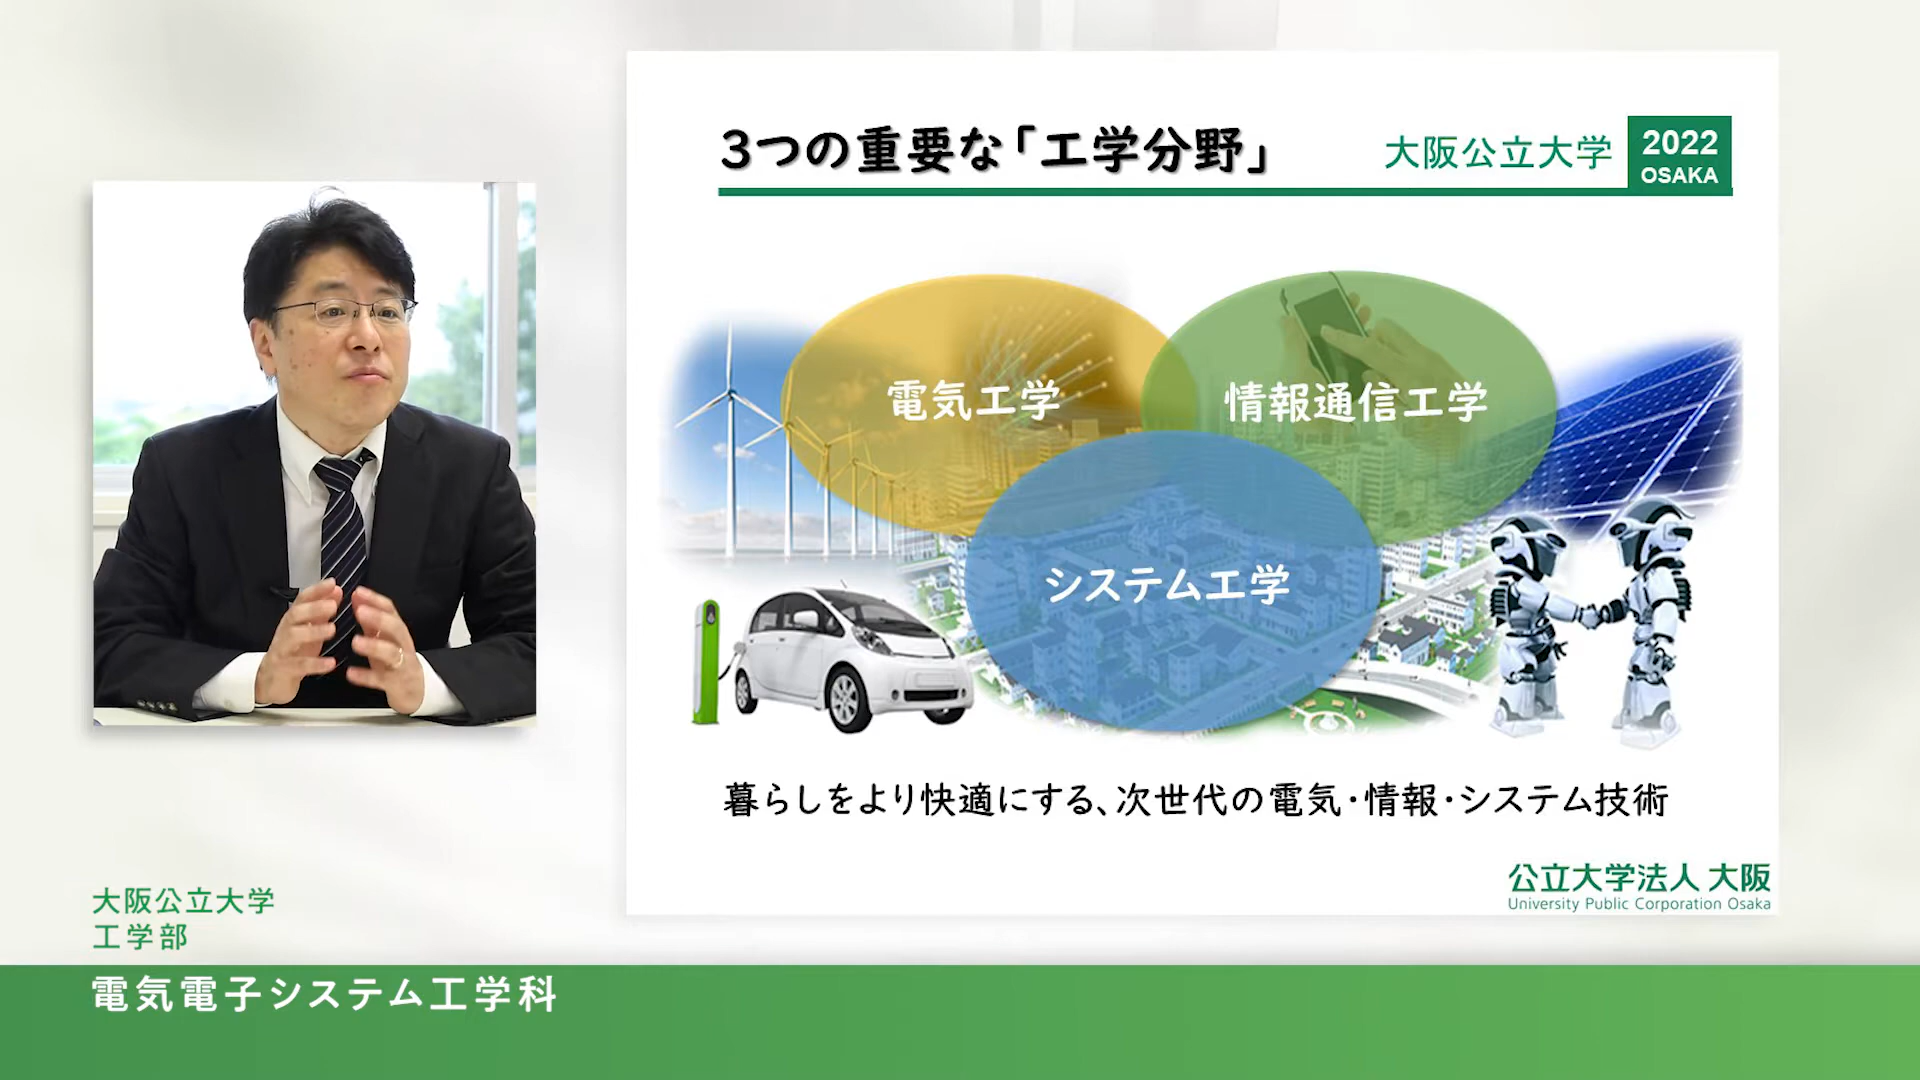 3つの重要な「工学分野」
大阪公立大学
2022
OSAKA
電気工学
情報通信工学
システム工学
暮らしをより快適にする、次世代の電気・情報・システム技術
公立大学法人 大阪
University Public Corporation Osaka
大阪公立大学
工学部
電気電子システム工学科